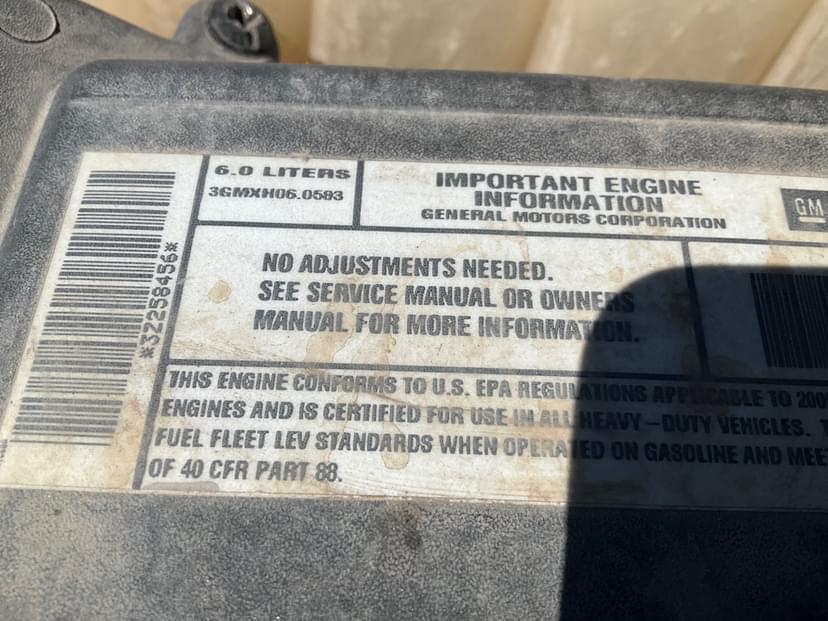 6.0 LITERS
3GMXH06.0583
IMPORTANT ENGINE
INFORMATION
GENERAL MOTORS CORPORATION
GM
*3Z258456*
NO ADJUSTMENTS NEEDED.
SEE SERVICE MANUAL OR OWNERS
MANUAL FOR MORE INFORMATION.
THIS ENGINE CONFORMS TO U.S. EPA REGULATIONS APPLICABLE TO
ENGINES AND IS CERTIFIED FOR USE IN ALL HEAVY-DUTY VEHICLES.
FUEL FLEET LEV STANDARDS WHEN OPERATED ON GASOLINE AND MEET
OF 40 CFR PART 88.